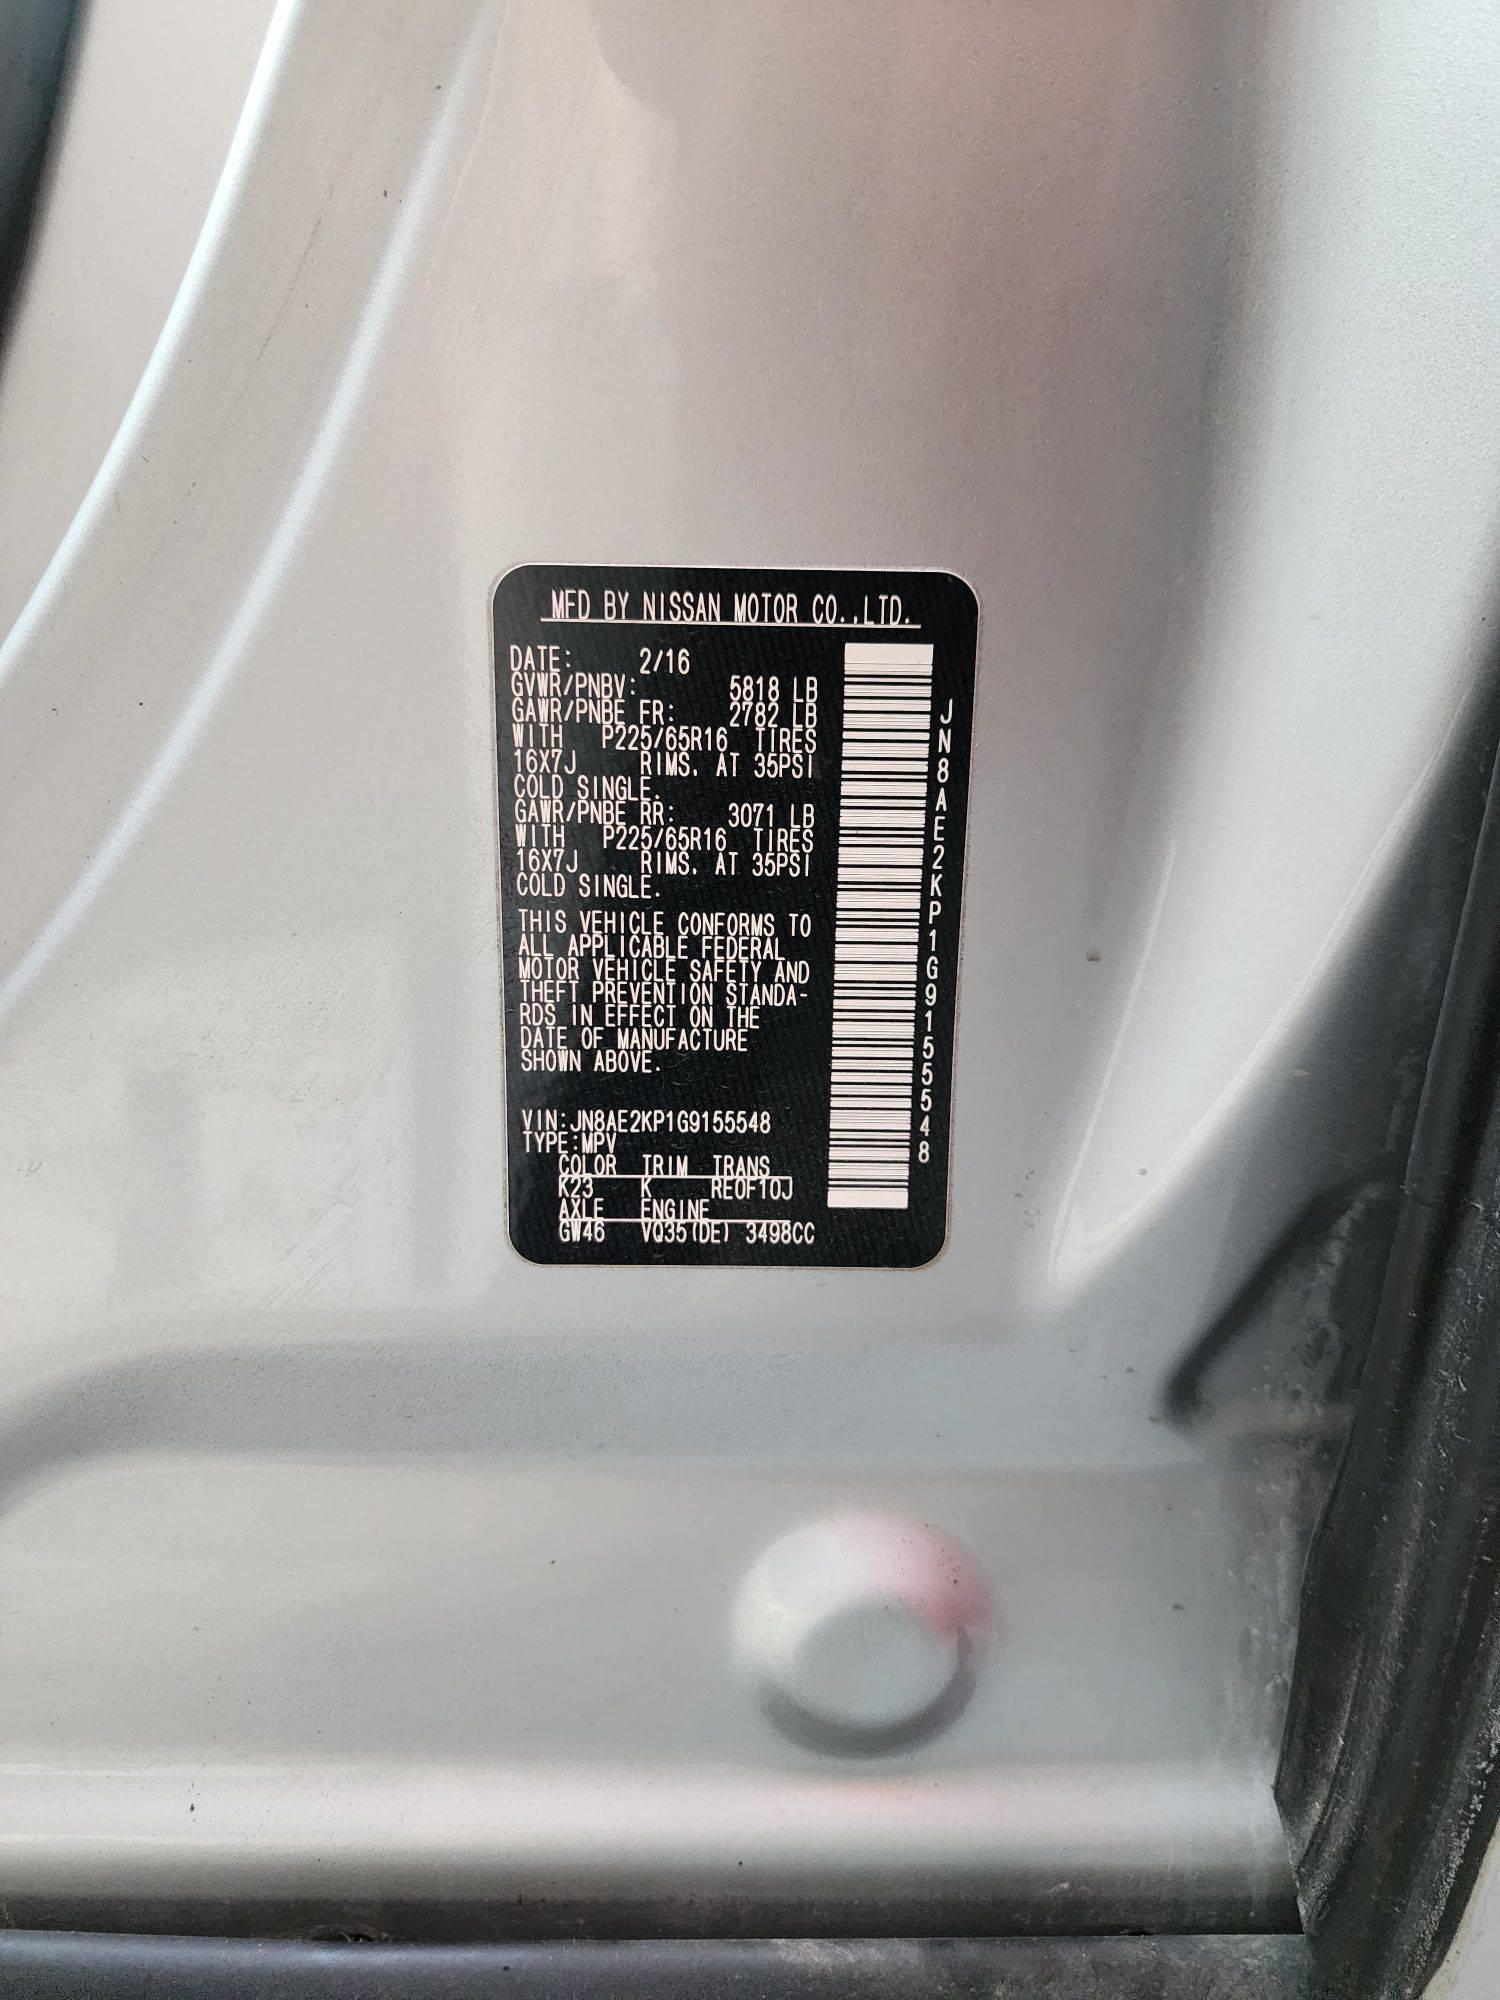 MFD BY NISSAN MOTOR CO.,LTD.
DATE: 2/16
GVWR/PNBV: 5818 LB
GAWR/PNBE FR: 2782 LB
WITH P225/65R16 TIRES
16X7J RIMS. AT 35PSI
COLD SINGLE.
GAWR/PNBE RR: 3071 LB
WITH P225/65R16 TIRES
16X7J RIMS. AT 35PSI
COLD SINGLE.
THIS VEHICLE CONFORMS TO
ALL APPLICABLE FEDERAL
MOTOR VEHICLE SAFETY AND
THEFT PREVENTION STANDA-
RDS IN EFFECT ON THE
DATE OF MANUFACTURE
SHOWN ABOVE.
VIN:JN8AE2KP1G9155548
TYPE:MPV
COLOR TRIM TRANS
K23 K RE0F10J
AXLE ENGINE
GW46 VQ35(DE) 3498CC
JN8AE2KP1G9155548